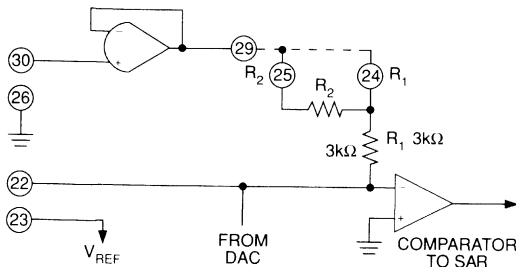 −
+
30
29
R2
25
24
R1
26
R2
3kΩ
R1 3kΩ
22
−
23
+
VREF
FROM
DAC
COMPARATOR
TO SAR